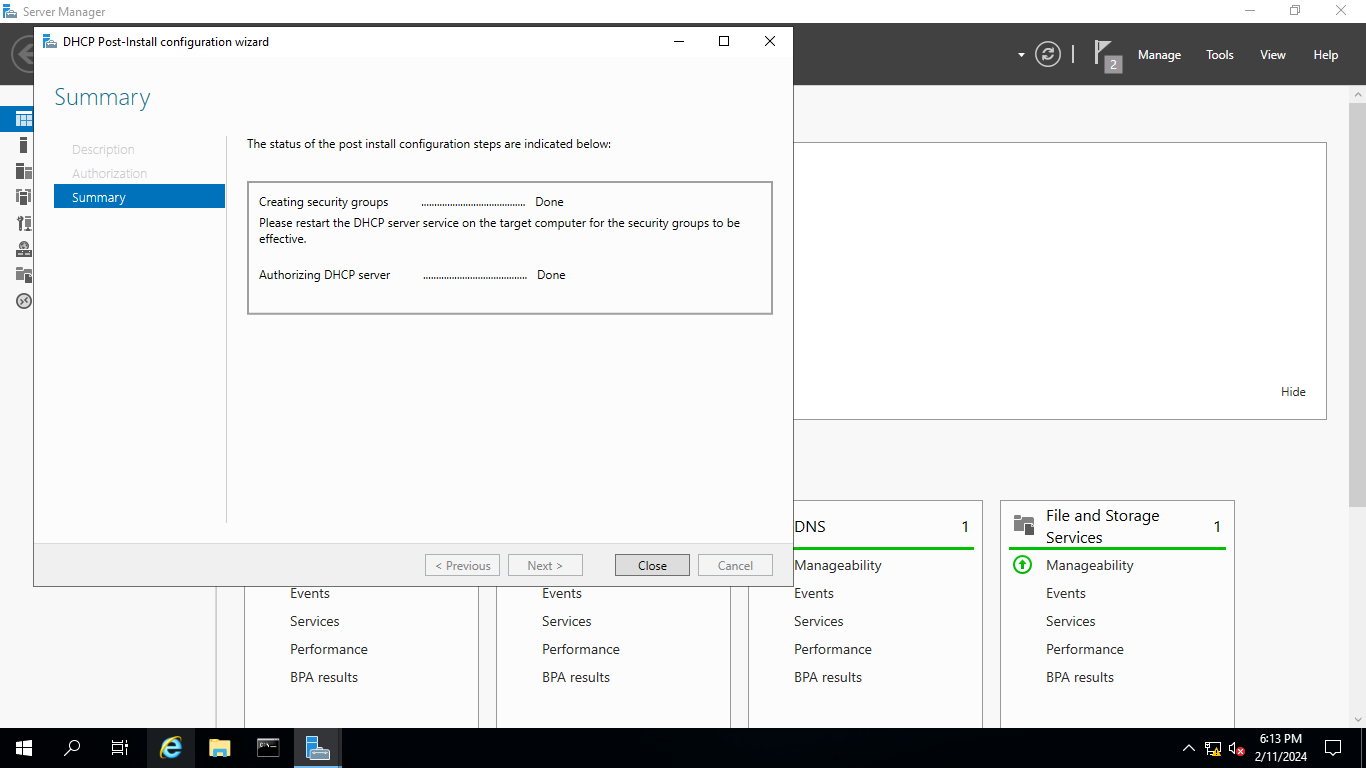 Server Manager
DHCP Post-Install configuration wizard
2
Manage
Tools
View
Help
Summary
Description
Authorization
Summary
The status of the post install configuration steps are indicated below:
Creating security groups ........................................ Done
Please restart the DHCP server service on the target computer for the security groups to be
effective.
Authorizing DHCP server ........................................ Done
< Previous
Next >
Close
Cancel
Hide
DNS 1
File and Storage
Services 1
Manageability
Manageability
Events
Events
Events
Events
Services
Services
Services
Services
Performance
Performance
Performance
Performance
BPA results
BPA results
BPA results
BPA results
6:13 PM
2/11/2024